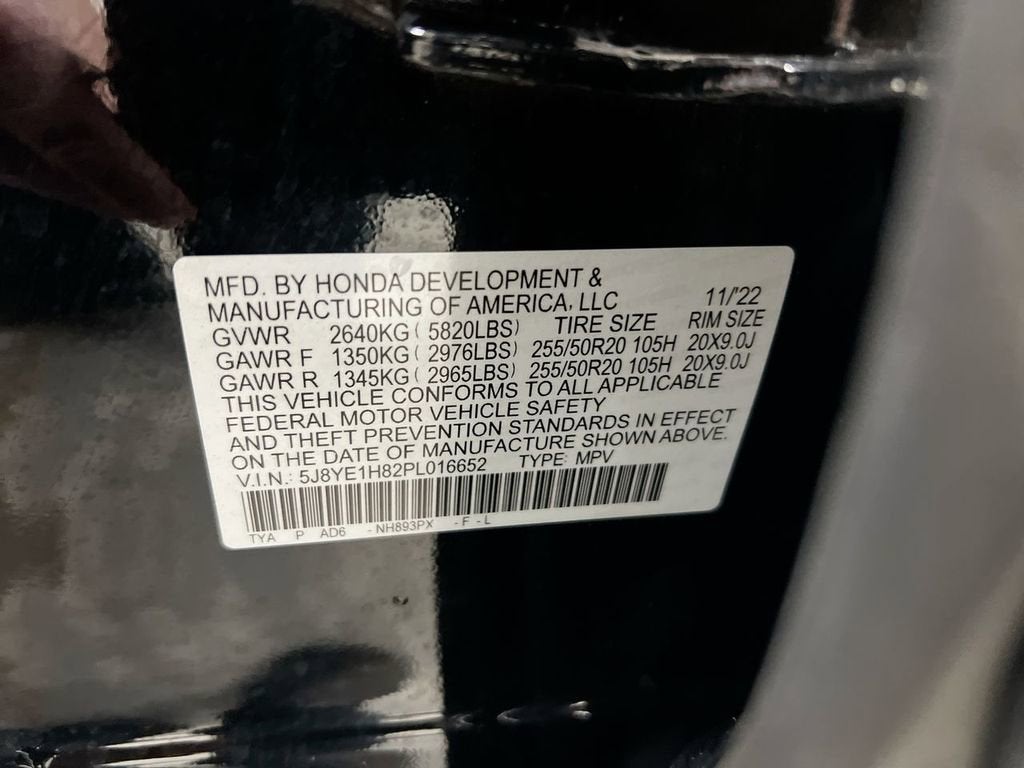 MFD. BY HONDA DEVELOPMENT &
MANUFACTURING OF AMERICA, LLC 11/'22
GVWR 2640KG ( 5820LBS) TIRE SIZE RIM SIZE
GAWR F 1350KG ( 2976LBS) 255/50R20 105H 20X9.0J
GAWR R 1345KG ( 2965LBS) 255/50R20 105H 20X9.0J
THIS VEHICLE CONFORMS TO ALL APPLICABLE
FEDERAL MOTOR VEHICLE SAFETY
AND THEFT PREVENTION STANDARDS IN EFFECT
ON THE DATE OF MANUFACTURE SHOWN ABOVE.
V.I.N.: 5J8YE1H82PL016652 TYPE: MPV
TYA P AD6 - NH893PX - F - L